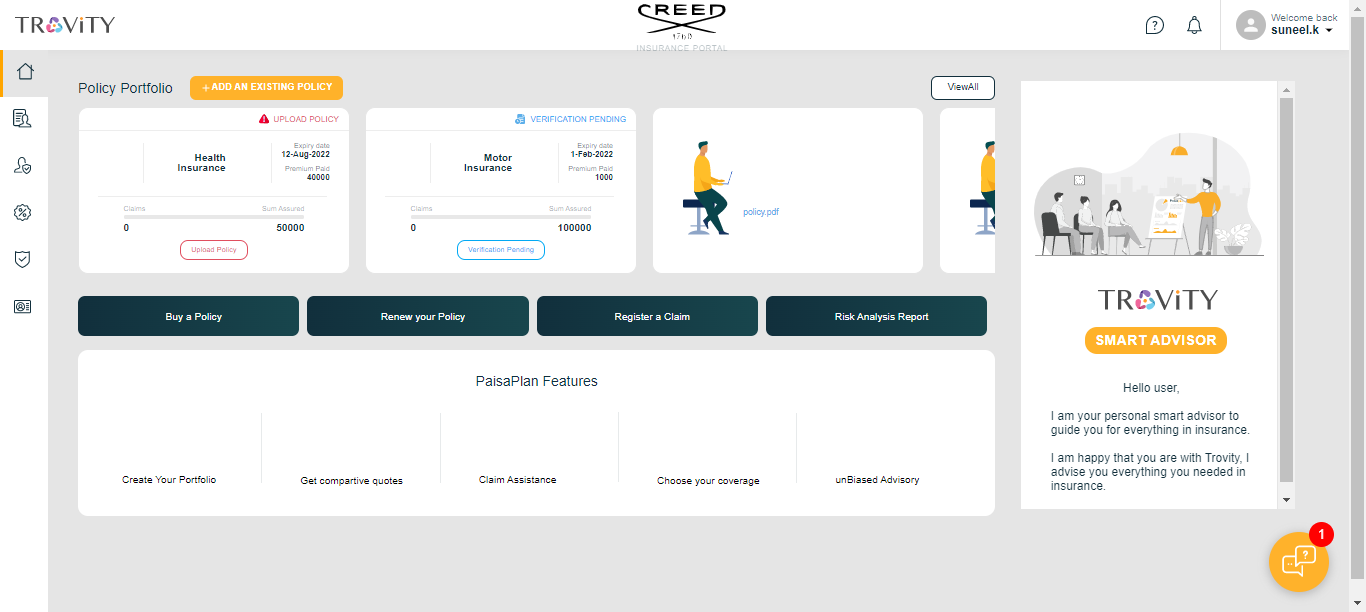 TROViTY
CREED
1760
INSURANCE PORTAL
?
Welcome back
suneel.k
Policy Portfolio
+ ADD AN EXISTING POLICY
ViewAll
UPLOAD POLICY
Health
Insurance
Expiry date
12-Aug-2022
Premium Paid
40000
Claims
Sum Assured
0
50000
Upload Policy
VERIFICATION PENDING
Motor
Insurance
Expiry date
1-Feb-2022
Premium Paid
1000
Claims
Sum Assured
0
100000
Verification Pending
policy.pdf
Buy a Policy
Renew your Policy
Register a Claim
Risk Analysis Report
PaisaPlan Features
Create Your Portfolio
Get compartive quotes
Claim Assistance
Choose your coverage
unBiased Advisory
TROViTY
SMART ADVISOR
Hello user,
I am your personal smart advisor to
guide you for everything in insurance.
I am happy that you are with Trovity, I
advise you everything you needed in
insurance.
1
?